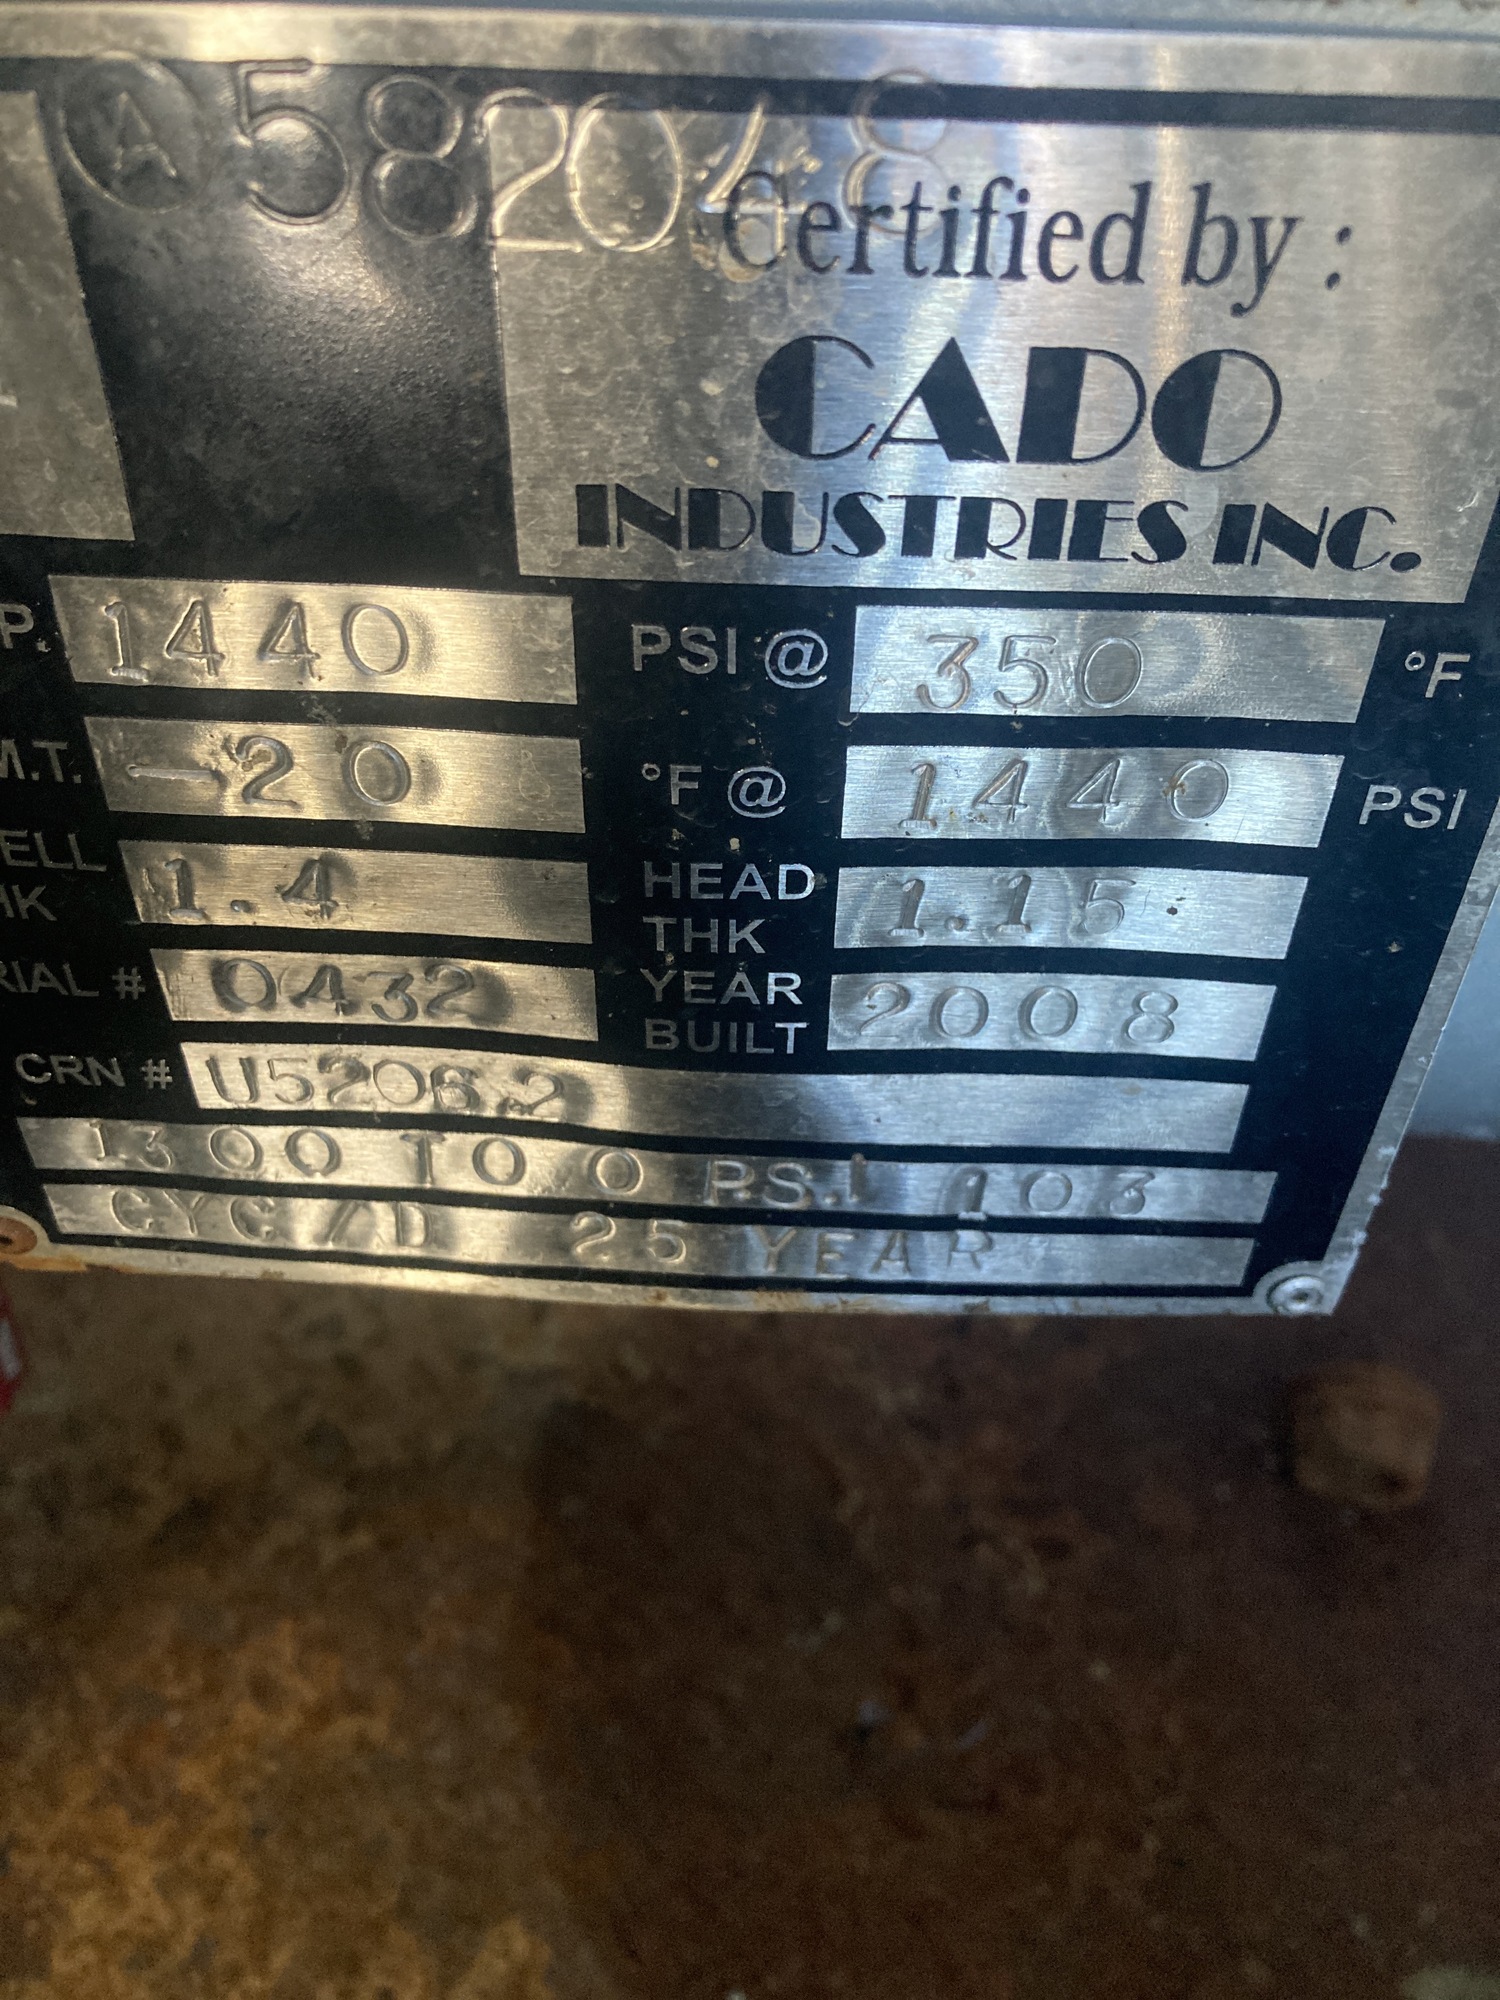 A 582048
Certified by :
CADO
INDUSTRIES INC.
P. 1440 PSI @ 350 °F
M.T. -20 °F @ 1440 PSI
ELL HK 1.4 HEAD THK 1.15
RIAL # 0432 YEAR BUILT 2008
CRN # U5206.2
1300 TO 0 P.S.I 103
CYC/D 25 YEAR